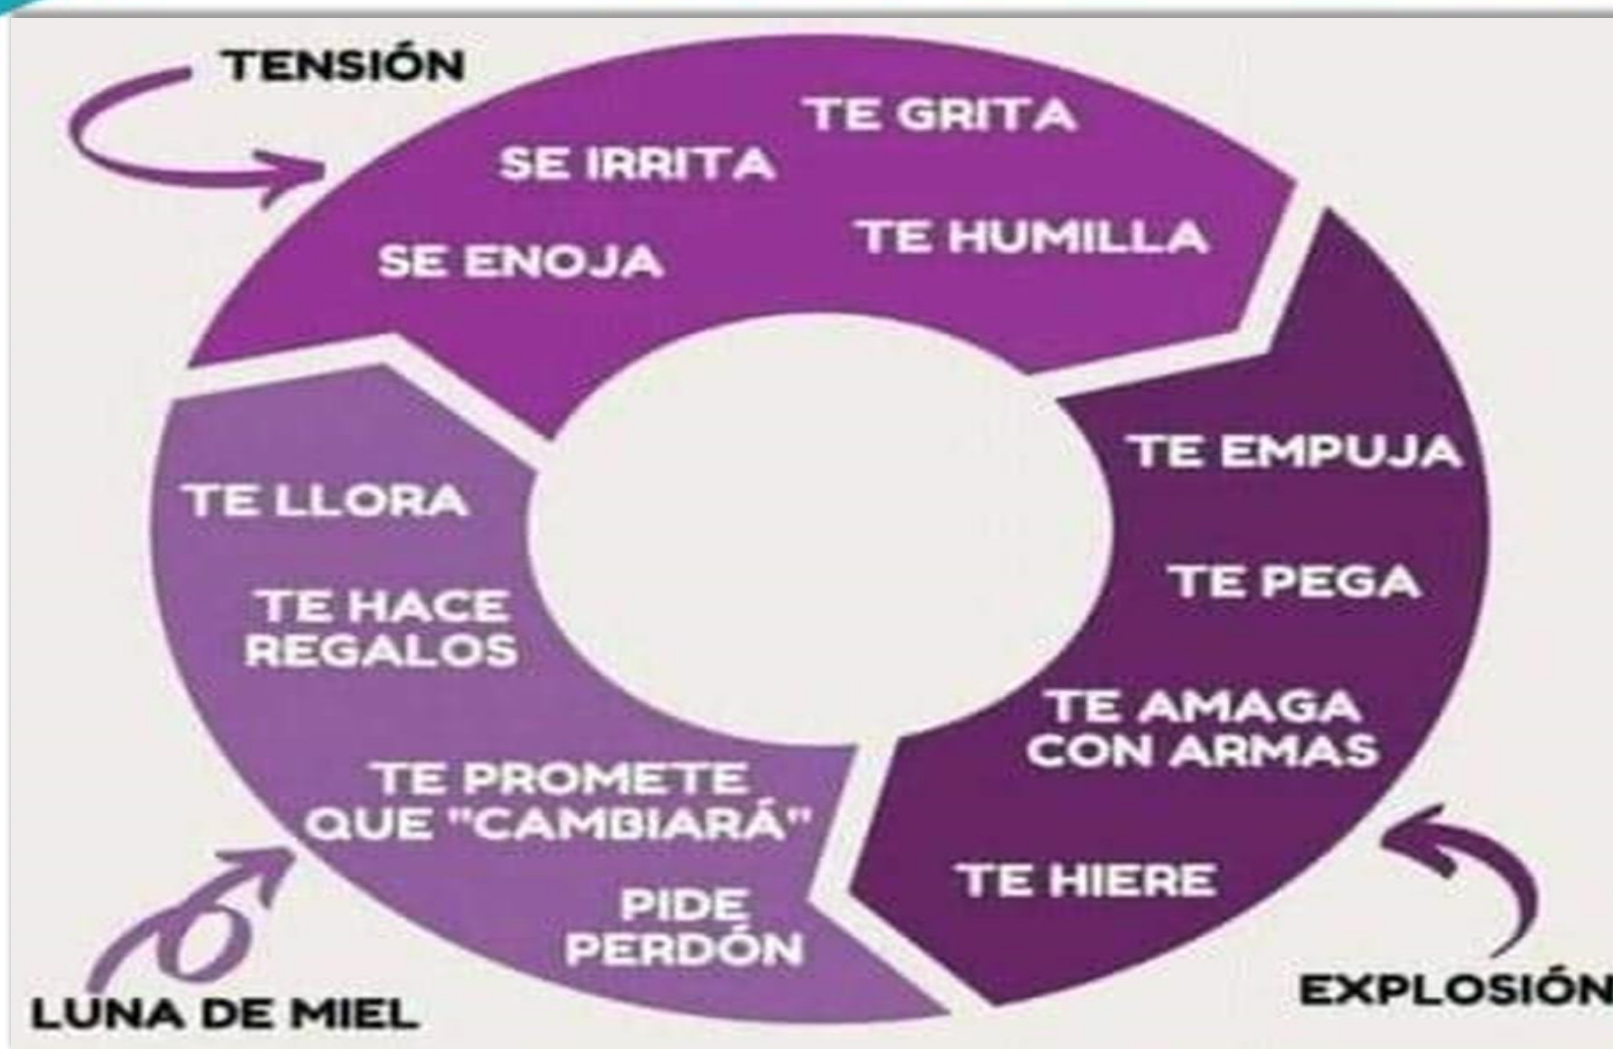 TENSIÓN
TE GRITA
SE IRRITA
TE HUMILLA
SE ENOJA
TE EMPUJA
TE PEGA
TE AMAGA
CON ARMAS
TE HIERE
EXPLOSIÓN
TE LLORA
TE HACE
REGALOS
TE PROMETE
QUE "CAMBIARÁ"
PIDE
PERDÓN
LUNA DE MIEL